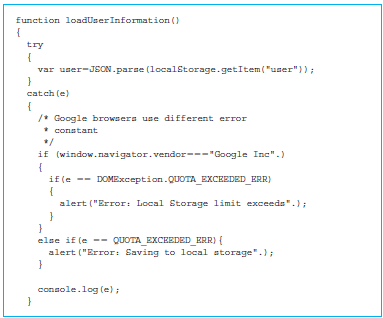 function loadUserInformation()
{
try
{
var user=JSON.parse(localStorage.getItem("user"));
}
catch(e)
{
/* Google browsers use different error
* constant
*/
if (window.navigator.vendor==="Google Inc".)
{
if(e == DOMException.QUOTA_EXCEEDED_ERR)
{
alert("Error: Local Storage limit exceeds".);
}
}
else if(e == QUOTA_EXCEEDED_ERR){
alert("Error: Saving to local storage".);
}
console.log(e);
}